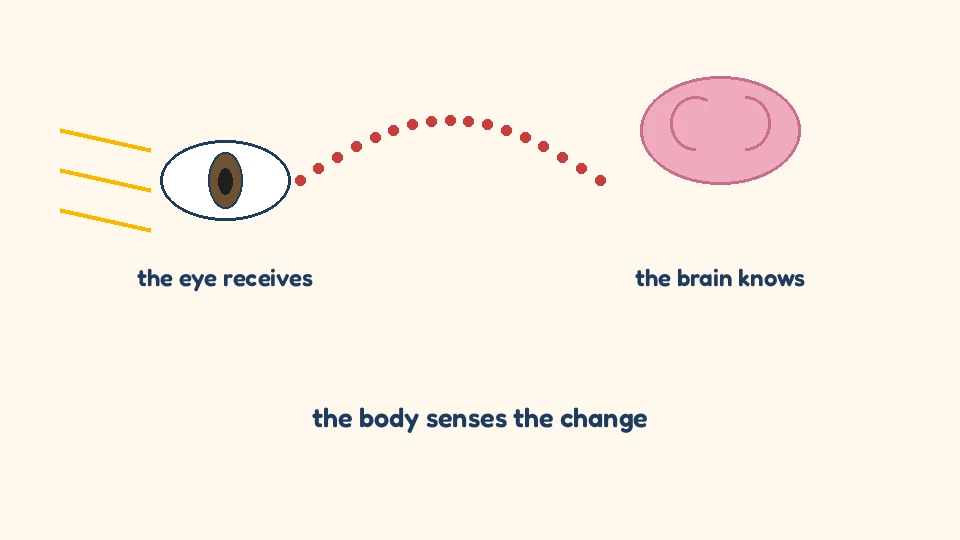 the eye receives
the brain knows
the body senses the change